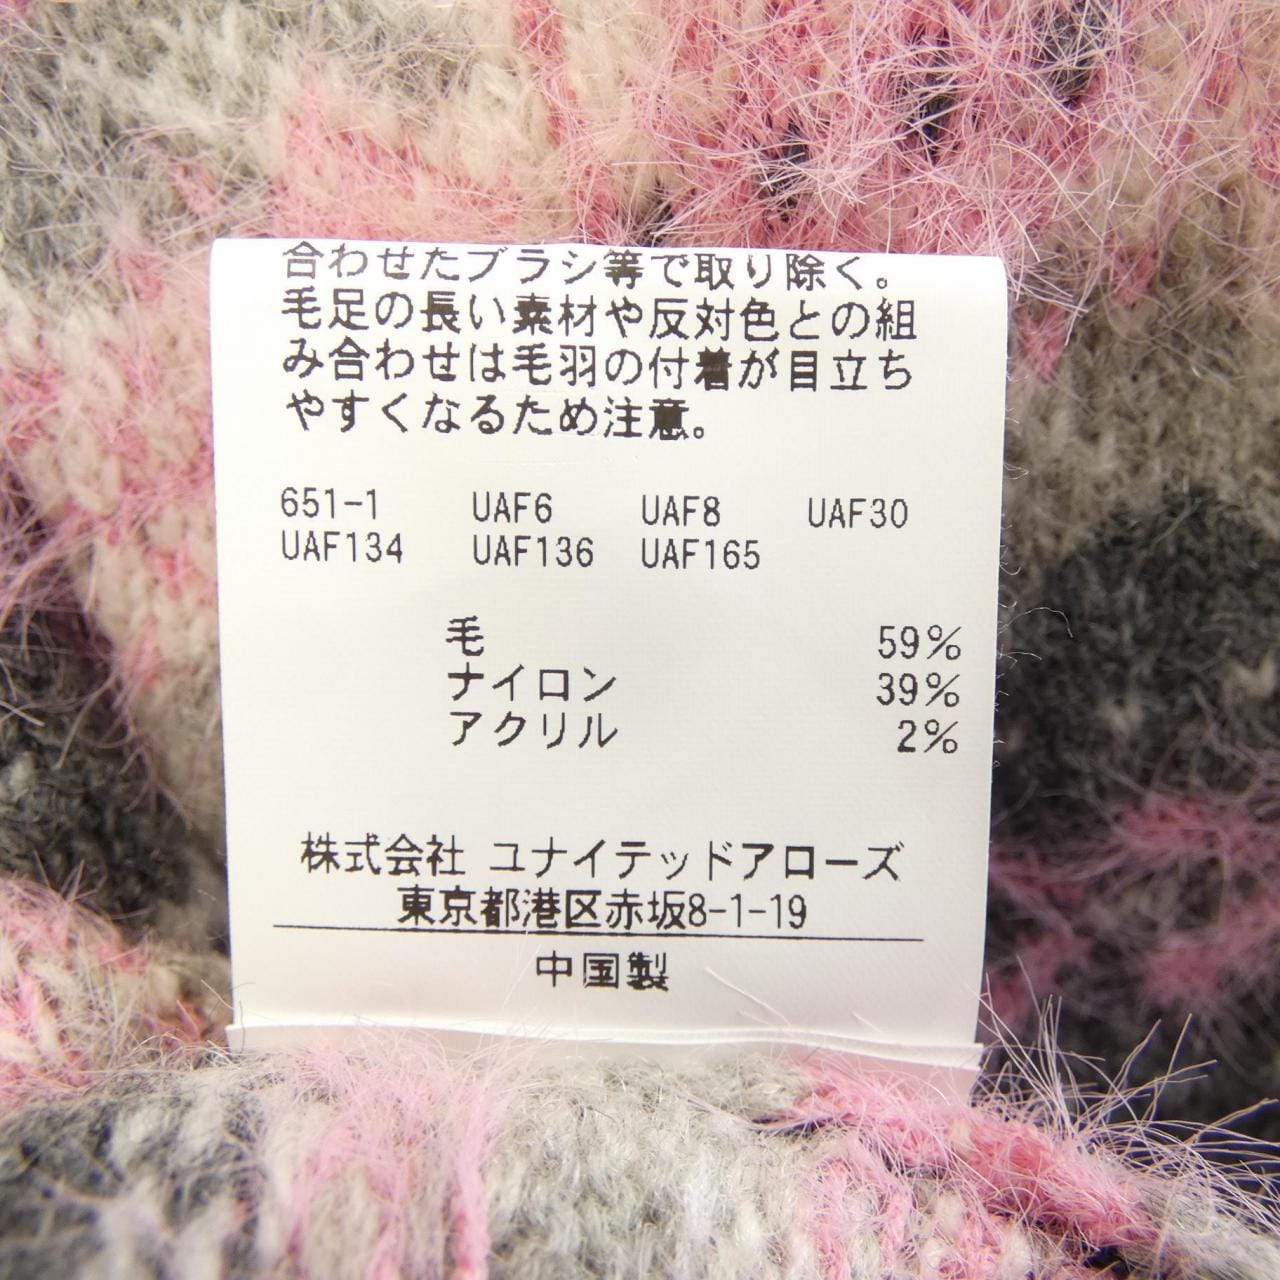 合わせたブラシ等で取り除く。
毛足の長い素材や反対色との組
み合わせは毛羽の付着が目立ち
やすくなるため注意。
651-1 UAF6 UAF8 UAF30
UAF134 UAF136 UAF165
毛 59%
ナイロン 39%
アクリル 2%
株式会社 ユナイテッドアローズ
東京都港区赤坂8-1-19
中国製